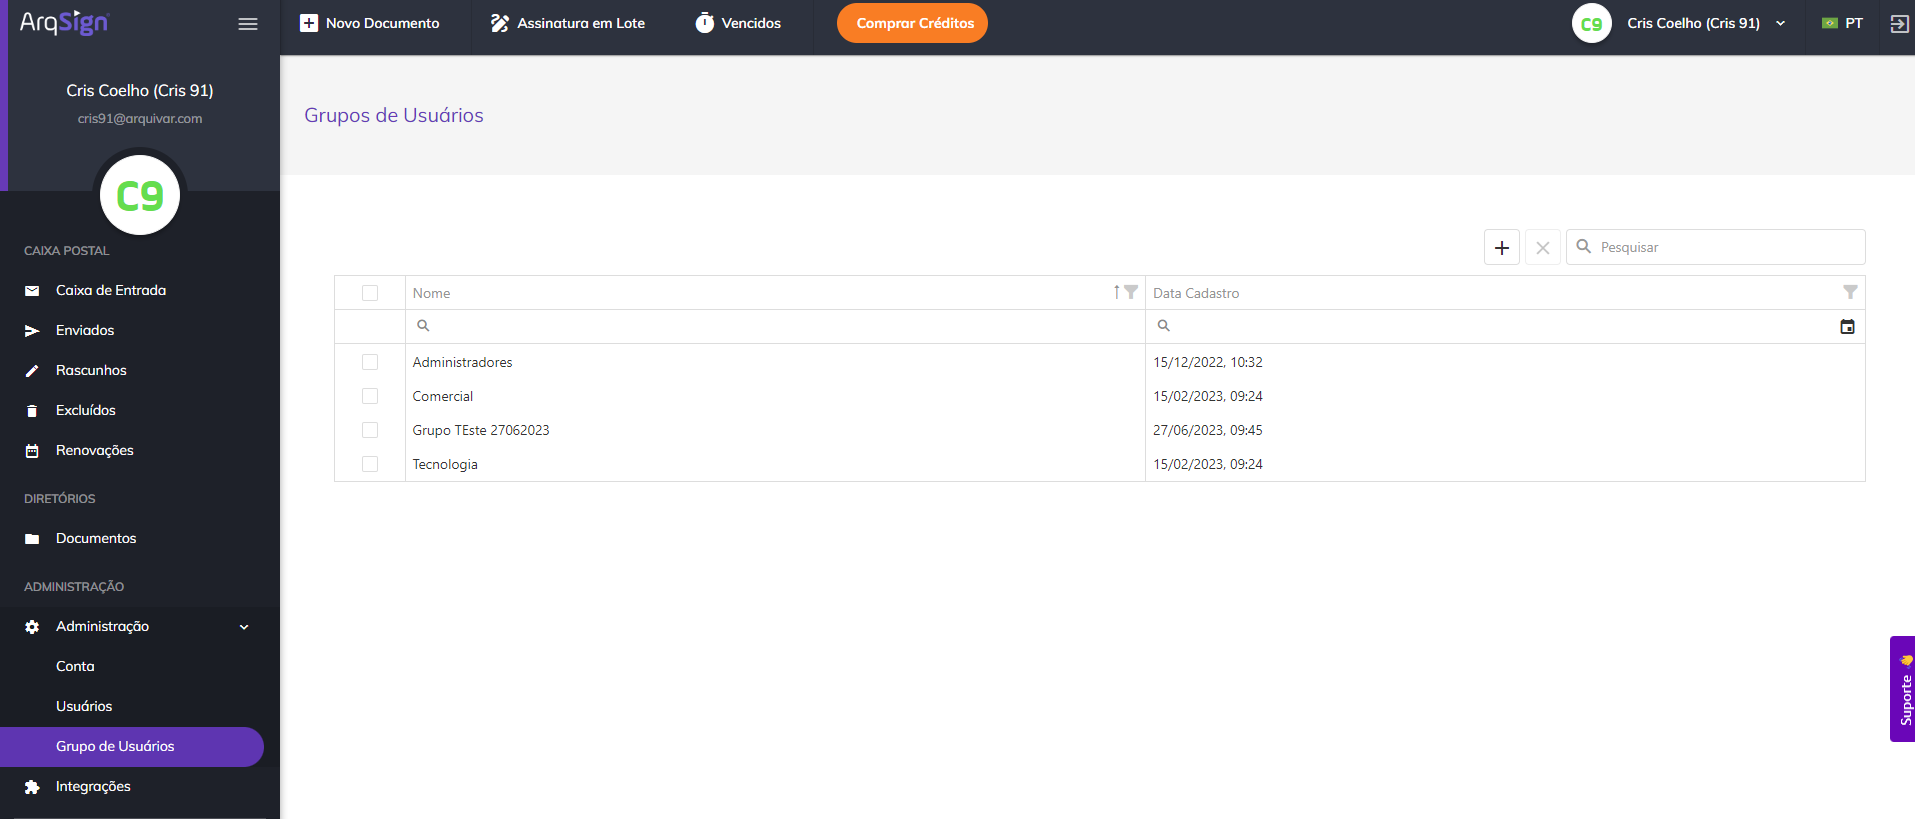 ArqSign
Novo Documento
Assinatura em Lote
Vencidos
Comprar Créditos
C9
Cris Coelho (Cris 91)
PT
Cris Coelho (Cris 91)
cris91@arquivar.com
C9
CAIXA POSTAL
Caixa de Entrada
Enviados
Rascunhos
Excluídos
Renovações
DIRETÓRIOS
Documentos
ADMINISTRAÇÃO
Administração
Conta
Usuários
Grupo de Usuários
Integrações
Grupos de Usuários
Pesquisar
Nome
Data Cadastro
Administradores
15/12/2022, 10:32
Comercial
15/02/2023, 09:24
Grupo TEste 27062023
27/06/2023, 09:45
Tecnologia
15/02/2023, 09:24
Suporte